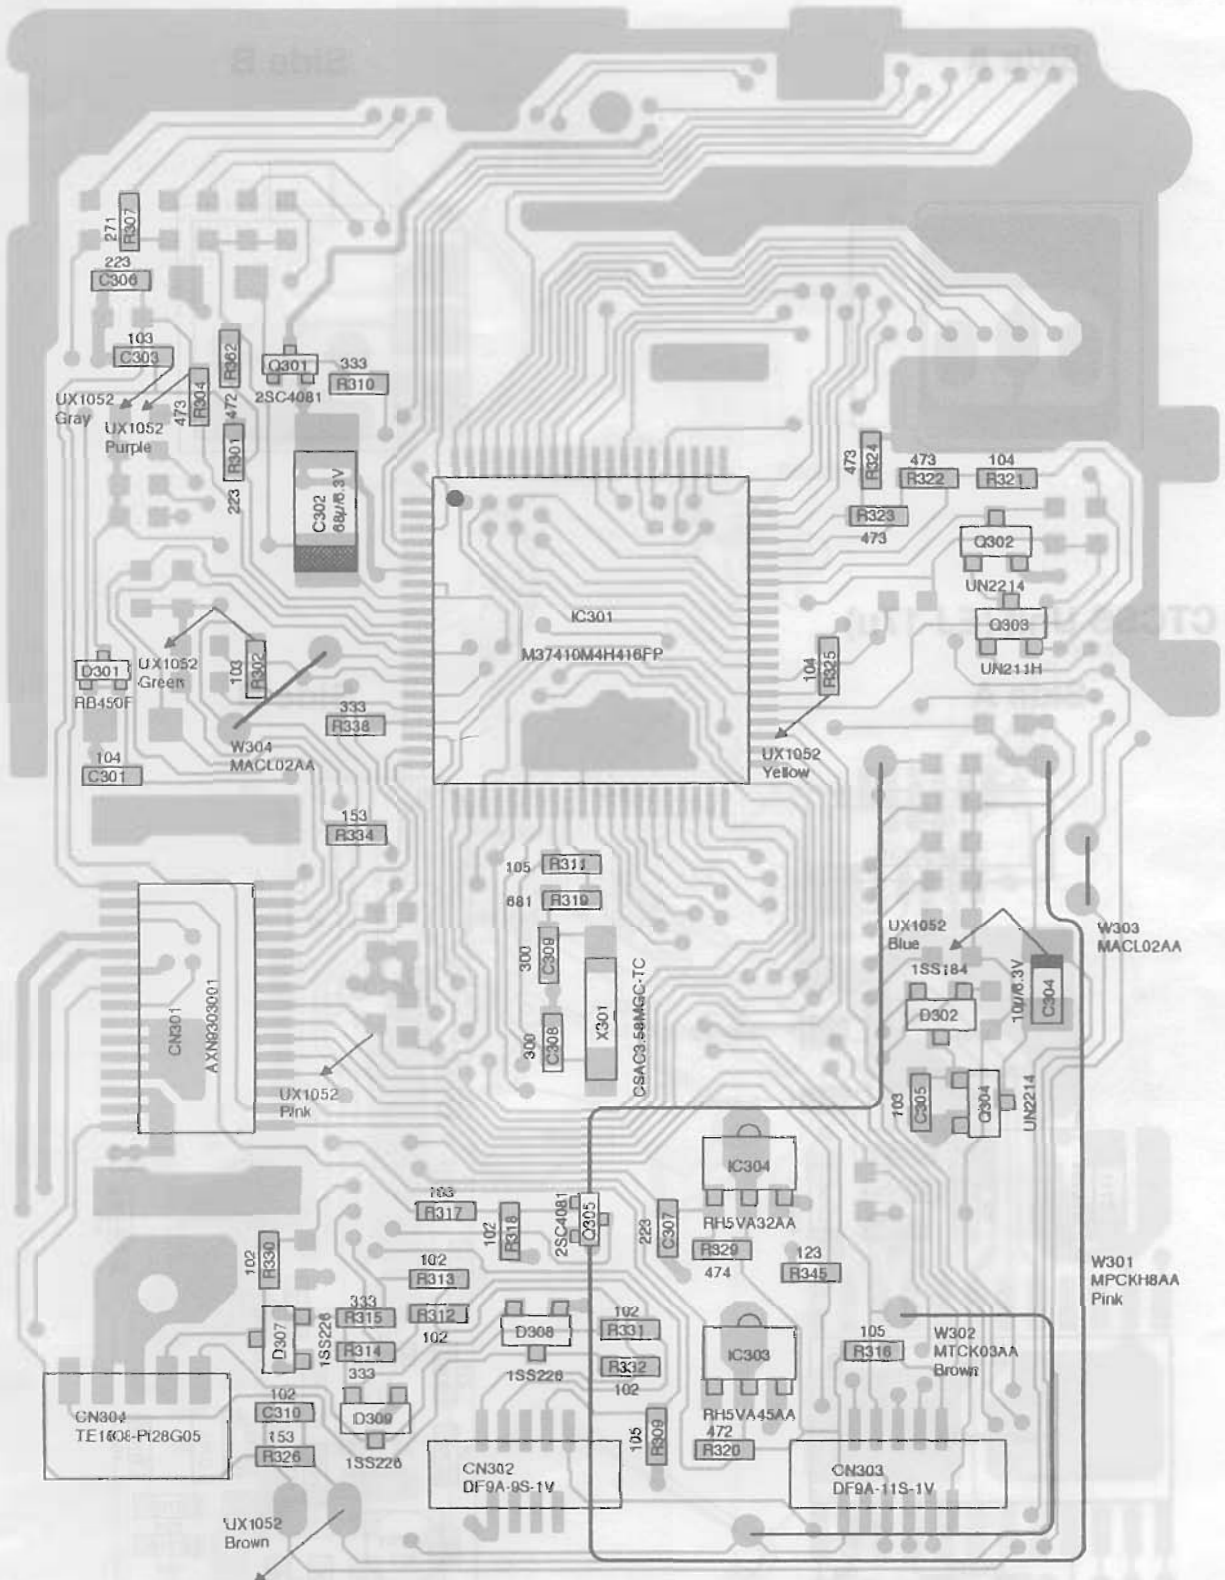 Side B
271
R307
223
C306
103
C303
R362
472
Q301
2SC4081
333
R310
UX1052
Gray
UX1052
Purple
473
R304
R301
223
C302
68µ/6.3V
473
R324
473
R322
104
R321
R323
473
Q302
UN2214
Q303
UN211H
IC301
M37410M4H416FP
CTCS
D301
RB450F
UX1052
Green
103
R302
333
R338
104
R325
UX1052
Yellow
W304
MACL02AA
104
C301
153
R334
105
R311
681
R319
300
C309
300
C308
X301
CSAC3.58MGC-TC
CN301
AXN9303001
UX1052
Pink
UX1052
Blue
1SS184
D302
10µ/6.3V
C304
W303
MACL02AA
103
C305
Q304
UN2214
IC304
RH5VA32AA
103
R317
102
R318
2SC4081
Q305
223
C307
R329
474
123
R345
102
R330
102
R313
R312
102
333
R315
R314
333
D307
1SS226
D308
1SS226
102
R331
R332
102
IC303
RH5VA45AA
105
R316
W301
MPCKH8AA
Pink
W302
MTCK03AA
Brown
CN304
102
C310
153
R326
D309
1SS226
105
R309
472
R320
CN302
DF9A-9S-1V
CN303
DF9A-11S-1V
UX1052
Brown